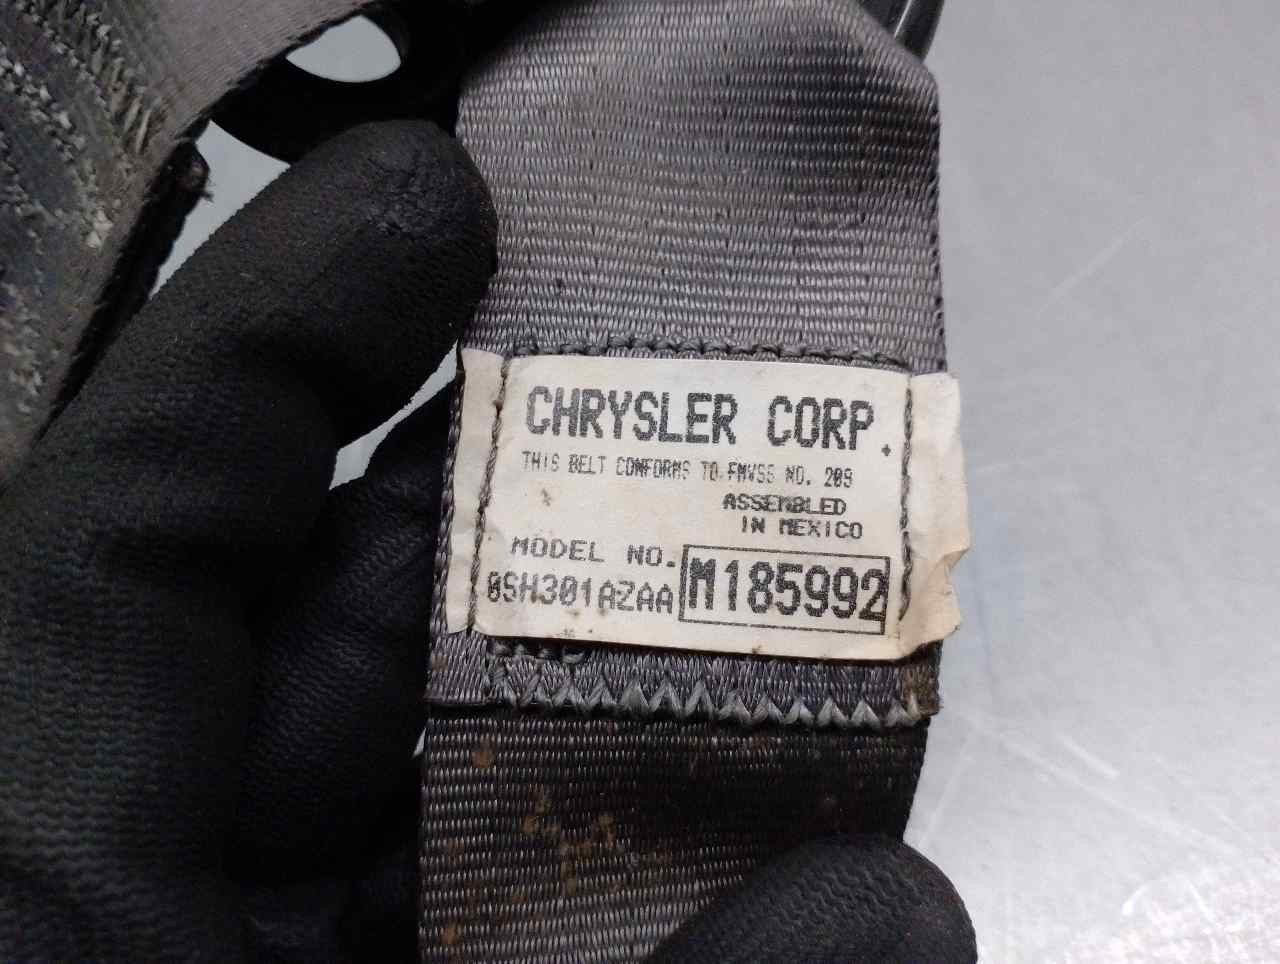 CHRYSLER CORP.
THIS BELT CONFORMS TO FMVSS NO. 209
ASSEMBLED
IN MEXICO
MODEL NO.
0SH301AZAA M185992